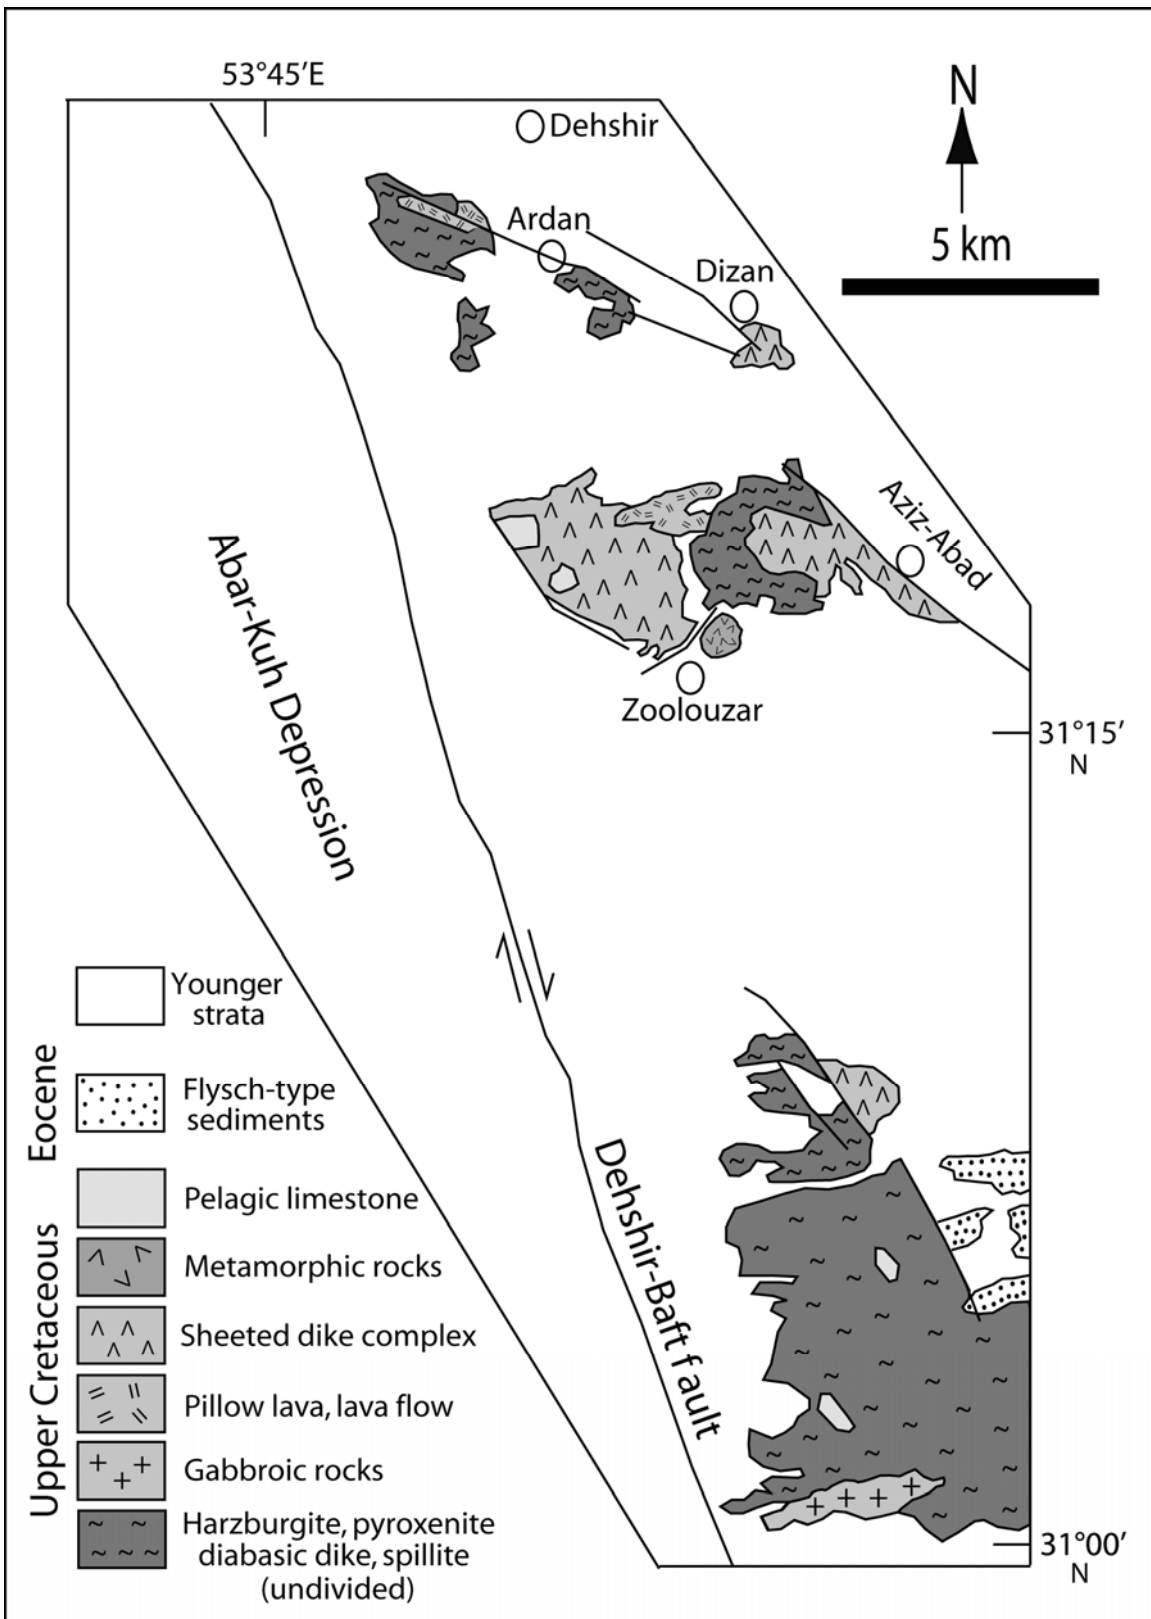 53°45'E
N
Dehshir
Ardan
5 km
Dizan
Aziz-Abad
Abar-Kuh Depression
Zoolouzar
31°15'
N
Younger
strata
Eocene
Flysch-type
sediments
Dehshir-Baft fault
Pelagic limestone
Upper Cretaceous
Metamorphic rocks
Sheeted dike complex
Pillow lava, lava flow
Gabbroic rocks
Harzburgite, pyroxenite
diabasic dike, spillite
(undivided)
31°00'
N